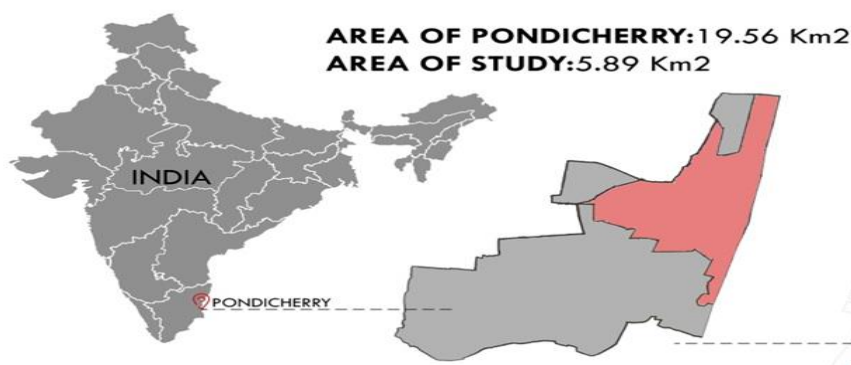 AREA OF PONDICHERRY:19.56 Km2
AREA OF STUDY:5.89 Km2
INDIA
PONDICHERRY